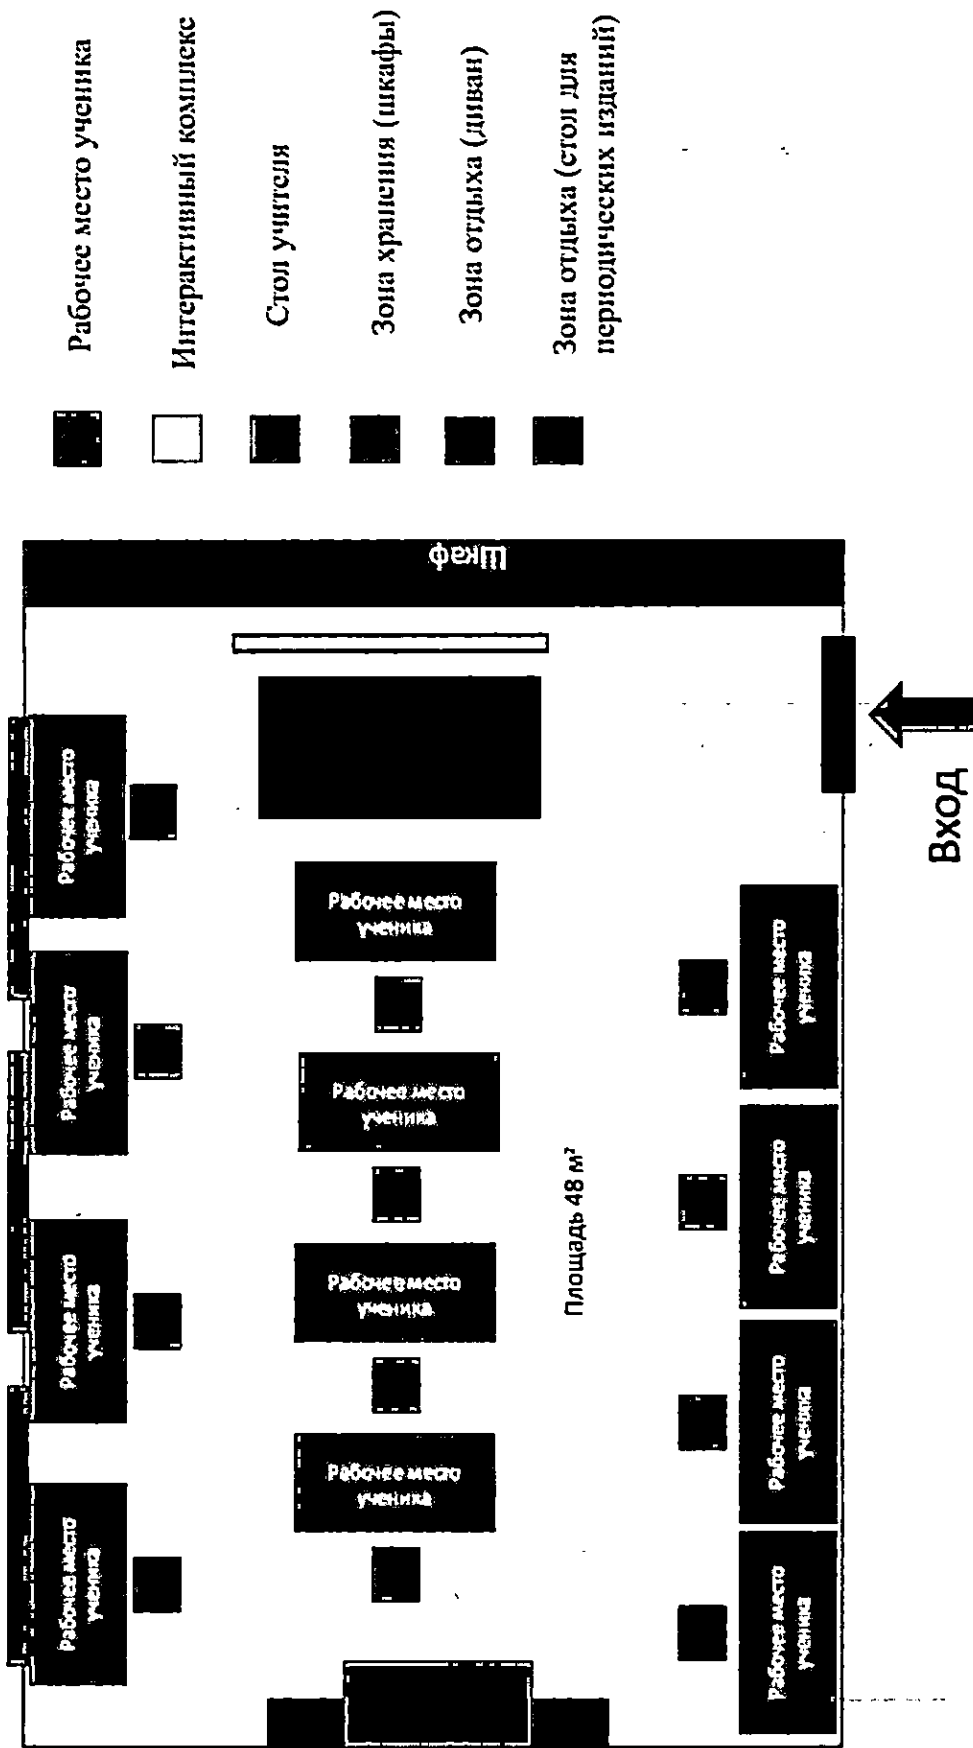 Рабочее место ученика
Интерактивный комплекс
Стол учителя
Зона хранения (шкафы)
Зона отдыха (диван)
Зона отдыха (стол для
периодических изданий)
Шкаф
Рабочее место
ученика
Рабочее место
ученика
Рабочее место
ученика
Рабочее место
ученика
Рабочее место
ученика
Рабочее место
ученика
Рабочее место
ученика
Рабочее место
ученика
Площадь 48 м²
Рабочее место
ученика
Рабочее место
ученика
Рабочее место
ученика
Рабочее место
ученика
Вход